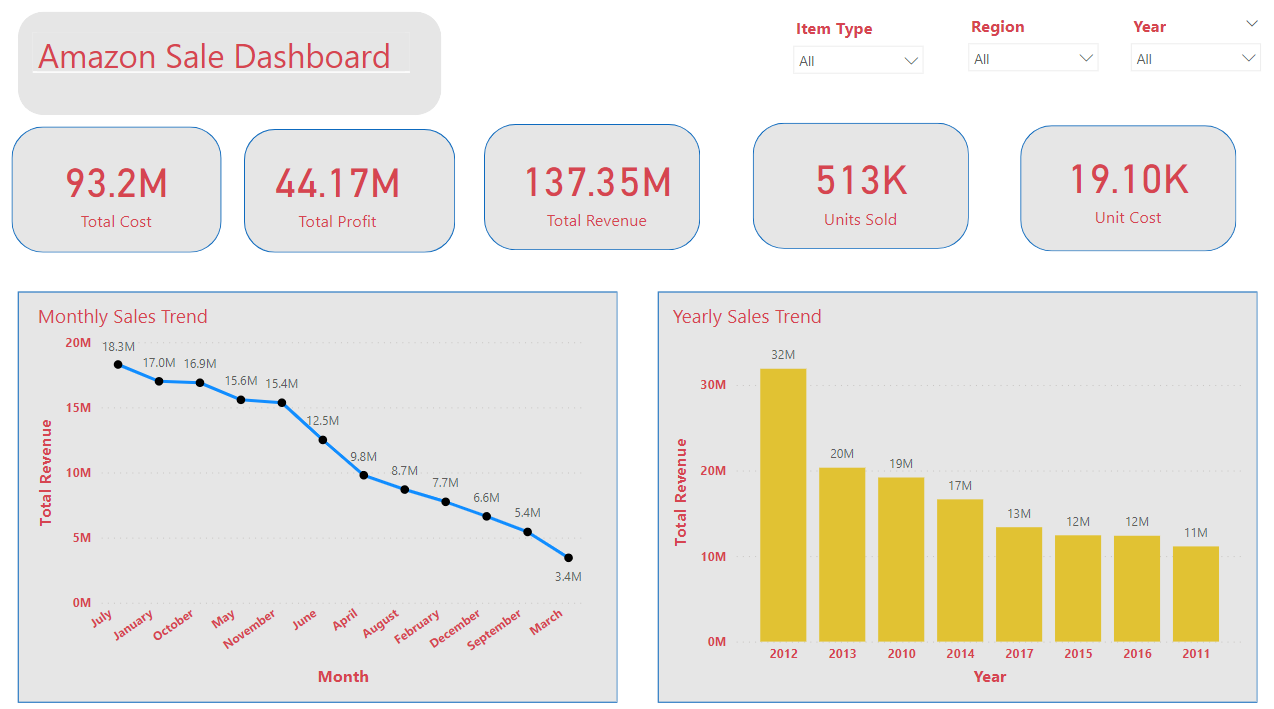 Amazon Sale Dashboard
Item Type
All
Region
All
Year
All
93.2M
Total Cost
44.17M
Total Profit
137.35M
Total Revenue
513K
Units Sold
19.10K
Unit Cost
Monthly Sales Trend
Total Revenue
20M
15M
10M
5M
0M
18.3M
17.0M
16.9M
15.6M
15.4M
12.5M
9.8M
8.7M
7.7M
6.6M
5.4M
3.4M
July
January
October
May
November
June
April
August
February
December
September
March
Month
Yearly Sales Trend
Total Revenue
30M
20M
10M
0M
32M
20M
19M
17M
13M
12M
12M
11M
2012
2013
2010
2014
2017
2015
2016
2011
Year